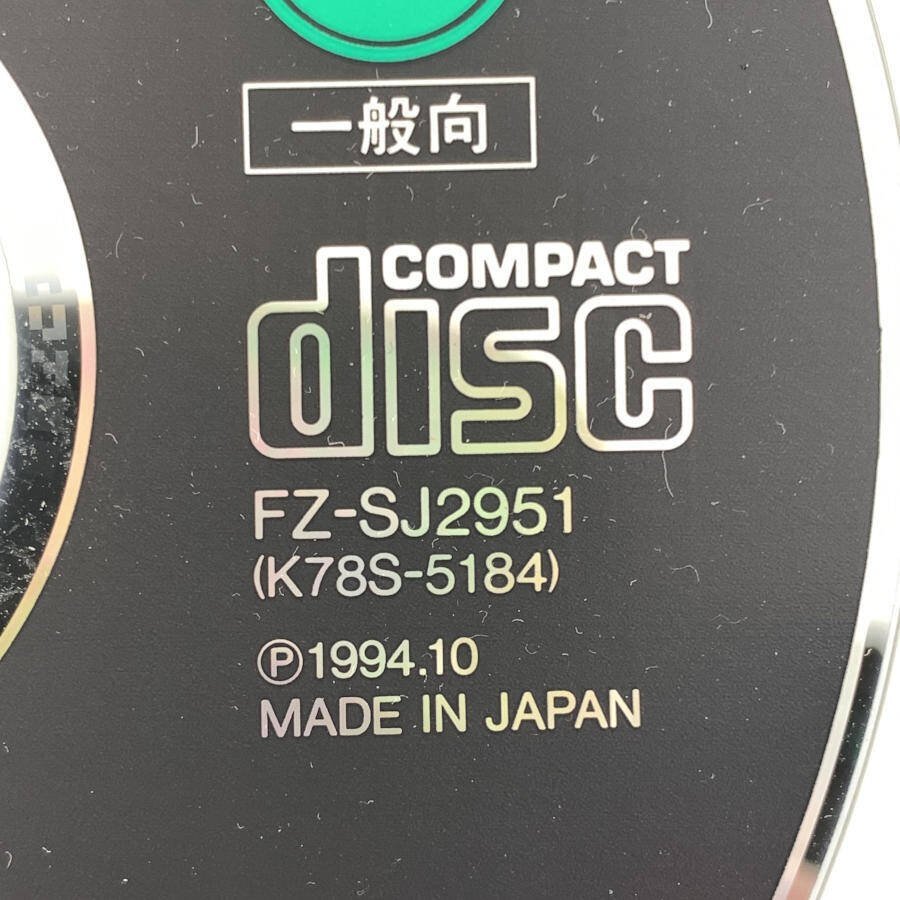 一般向
COMPACT
disc
FZ-SJ2951
(K78S-5184)
℗1994.10
MADE IN JAPAN